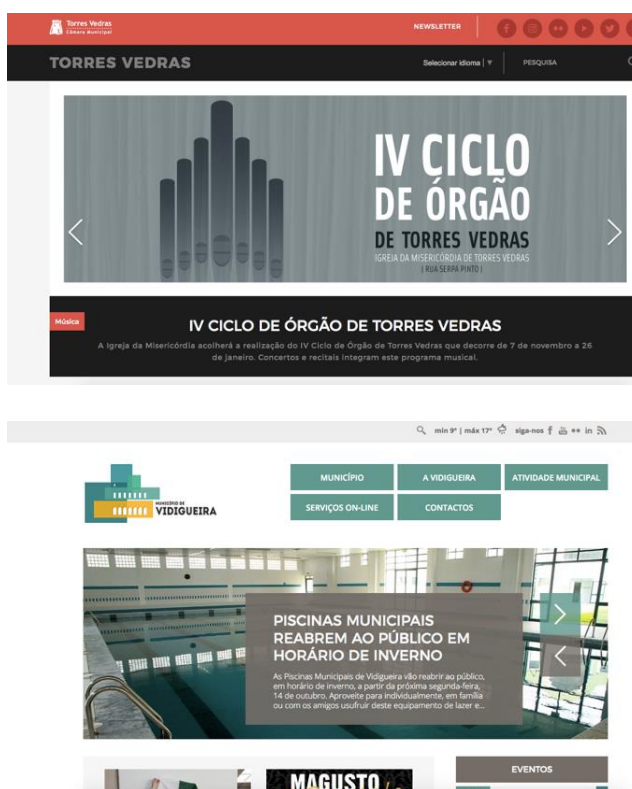 Torres Vedras
Câmara Municipal
NEWSLETTER
TORRES VEDRAS
Selecionar idioma | ▼
PESQUISA
IV CICLO
DE ÓRGÃO
DE TORRES VEDRAS
IGREJA DA MISERICÓRDIA DE TORRES VEDRAS
| RUA SERPA PINTO |
Música
IV CICLO DE ÓRGÃO DE TORRES VEDRAS
A Igreja da Misericórdia acolherá a realização do IV Ciclo de Órgão de Torres Vedras que decorre de 7 de novembro a 26
de janeiro. Concertos e recitais integram este programa musical.
min 9º | máx 17º
siga-nos
MUNICÍPIO
A VIDIGUEIRA
ATIVIDADE MUNICIPAL
MUNICÍPIO DE
VIDIGUEIRA
SERVIÇOS ON-LINE
CONTACTOS
PISCINAS MUNICIPAIS
REABREM AO PÚBLICO EM
HORÁRIO DE INVERNO
As Piscinas Municipais de Vidigueira vão reabrir ao público,
em horário de inverno, a partir da próxima segunda-feira,
14 de outubro. Aproveite para individualmente, em família
ou com os amigos usufruir deste equipamento de lazer e...
MAGUSTO
EVENTOS